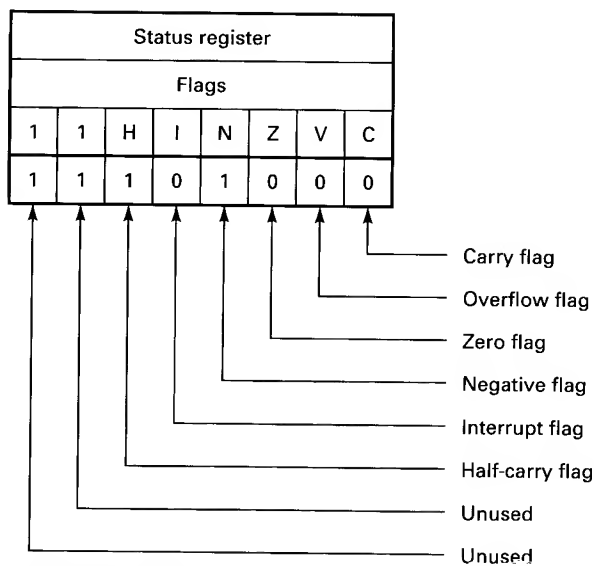 Status register
Flags
1 1 H I N Z V C
1 1 1 0 1 0 0 0
Carry flag
Overflow flag
Zero flag
Negative flag
Interrupt flag
Half-carry flag
Unused
Unused